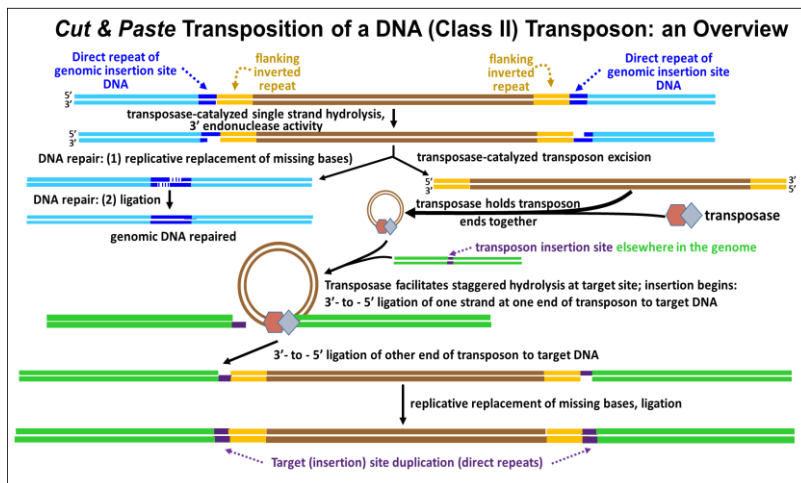 Cut & Paste Transposition of a DNA (Class II) Transposon: an Overview
Direct repeat of
genomic insertion site
DNA
flanking
inverted
repeat
flanking
inverted
repeat
Direct repeat of
genomic insertion site
DNA
5′
3′
transposase-catalyzed single strand hydrolysis,
3′ endonuclease activity
5′
3′
DNA repair: (1) replicative replacement of missing bases)
transposase-catalyzed transposon excision
5′
3′
3′
5′
DNA repair: (2) ligation
transposase holds transposon
ends together
transposase
genomic DNA repaired
transposon insertion site elsewhere in the genome
Transposase facilitates staggered hydrolysis at target site; insertion begins:
3′- to - 5′ ligation of one strand at one end of transposon to target DNA
3′- to - 5′ ligation of other end of transposon to target DNA
replicative replacement of missing bases, ligation
Target (insertion) site duplication (direct repeats)